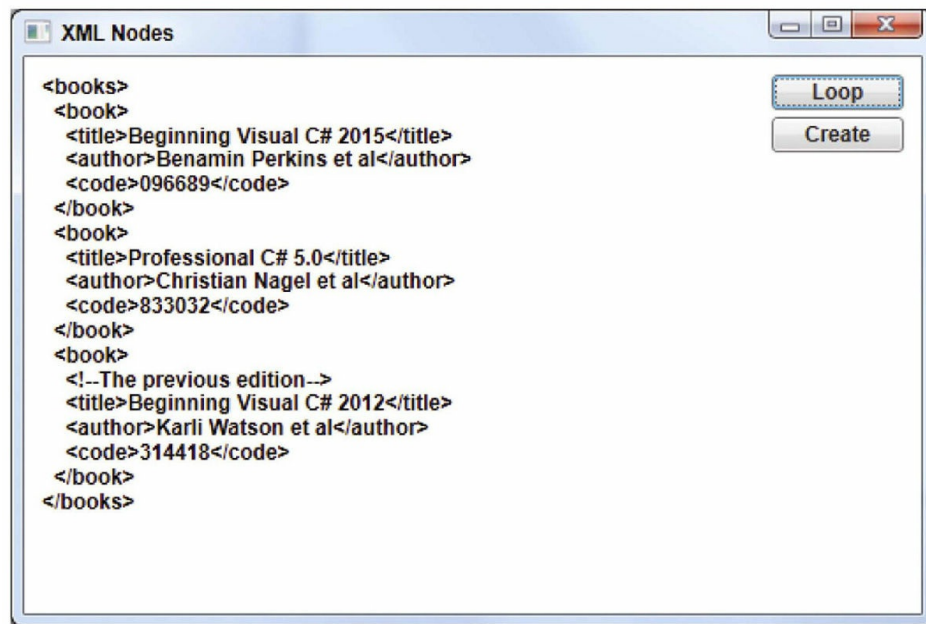 XML Nodes
<books>
<book>
<title>Beginning Visual C# 2015</title>
<author>Benamin Perkins et al</author>
<code>096689</code>
</book>
<book>
<title>Professional C# 5.0</title>
<author>Christian Nagel et al</author>
<code>833032</code>
</book>
<book>
<!--The previous edition-->
<title>Beginning Visual C# 2012</title>
<author>Karli Watson et al</author>
<code>314418</code>
</book>
</books>
Loop
Create